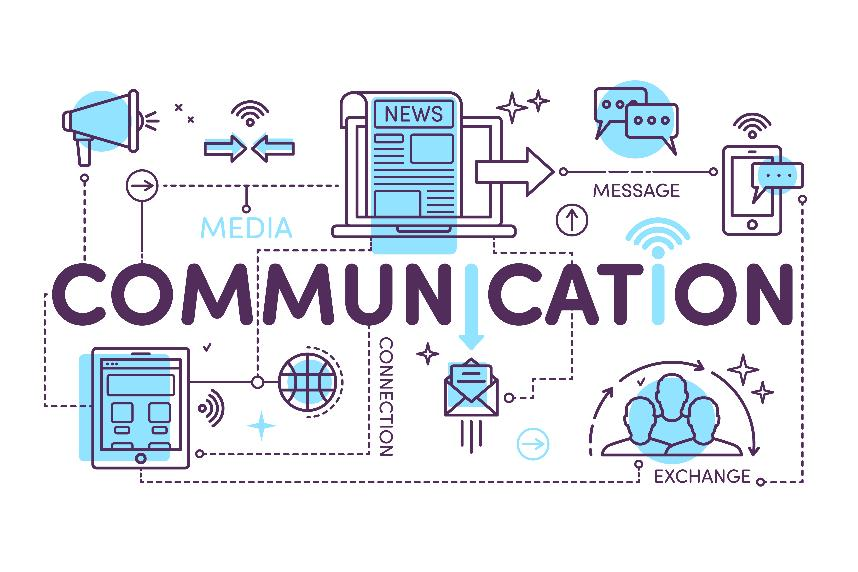 NEWS
MESSAGE
MEDIA
COMMUNICATION
CONNECTION
EXCHANGE